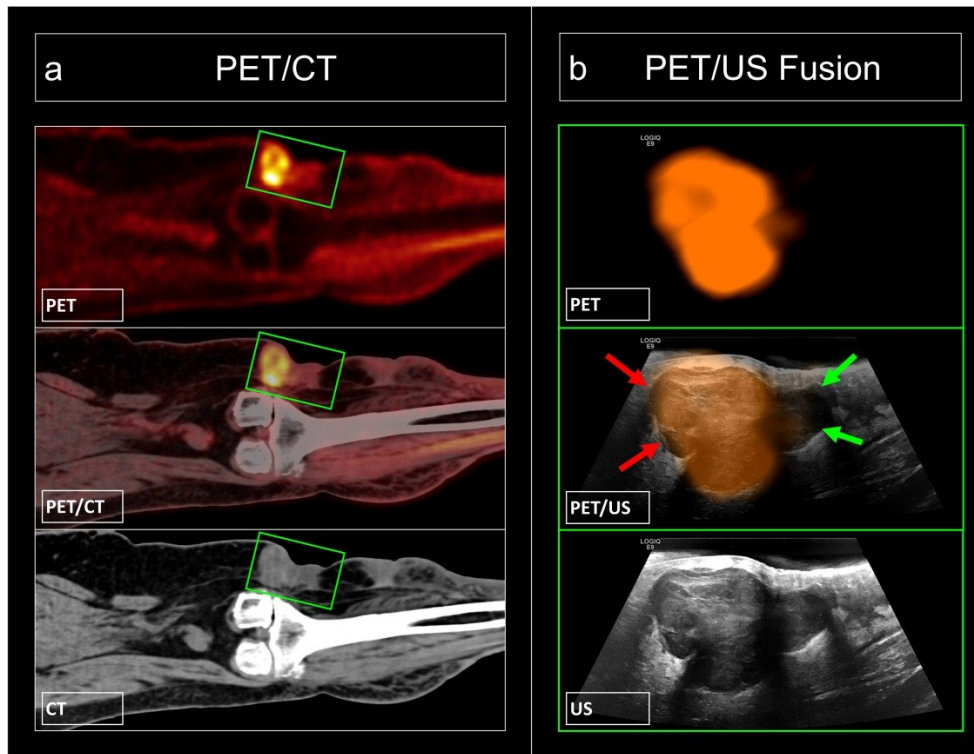 a PET/CT
b PET/US Fusion
PET
PET/CT
CT
LOGIQ
E9
PET
LOGIQ
E9
PET/US
LOGIQ
E9
US